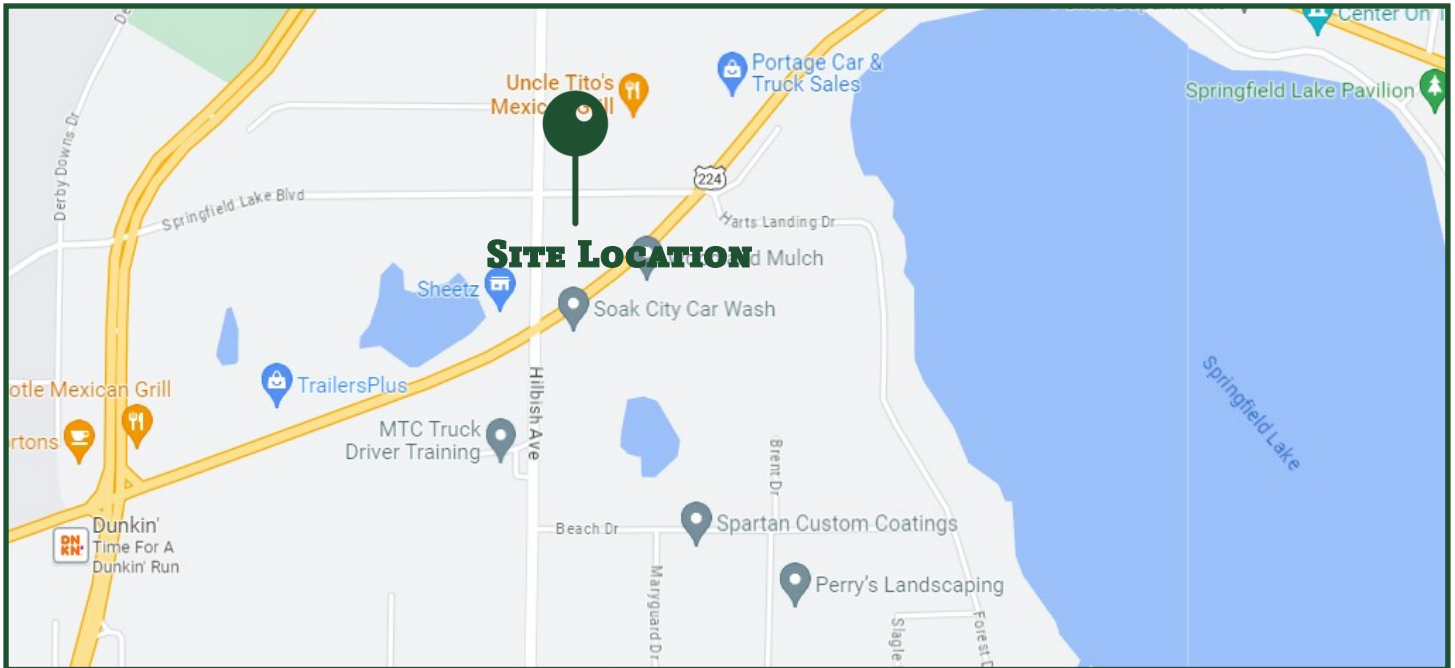 Center On
Portage Car &
Truck Sales
Uncle Tito's
Springfield Lake Pavilion
Derby Downs Dr
224
Springfield Lake Blvd
Harts Landing Dr
SITE LOCATION
Mulch
Sheetz
Soak City Car Wash
Springfield Lake
otle Mexican Grill
TrailersPlus
Hilbish Ave
MTC Truck
Driver Training
rtons
Brent Dr
Dunkin'
Time For A
Dunkin' Run
DN
KN'
Beach Dr
Spartan Custom Coatings
Maryguard Dr
Perry's Landscaping
Slagle
Forest D